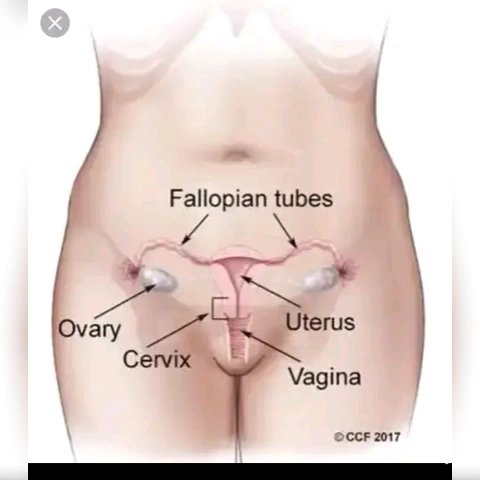 Fallopian tubes
Ovary
Uterus
Cervix
Vagina
© CCF 2017